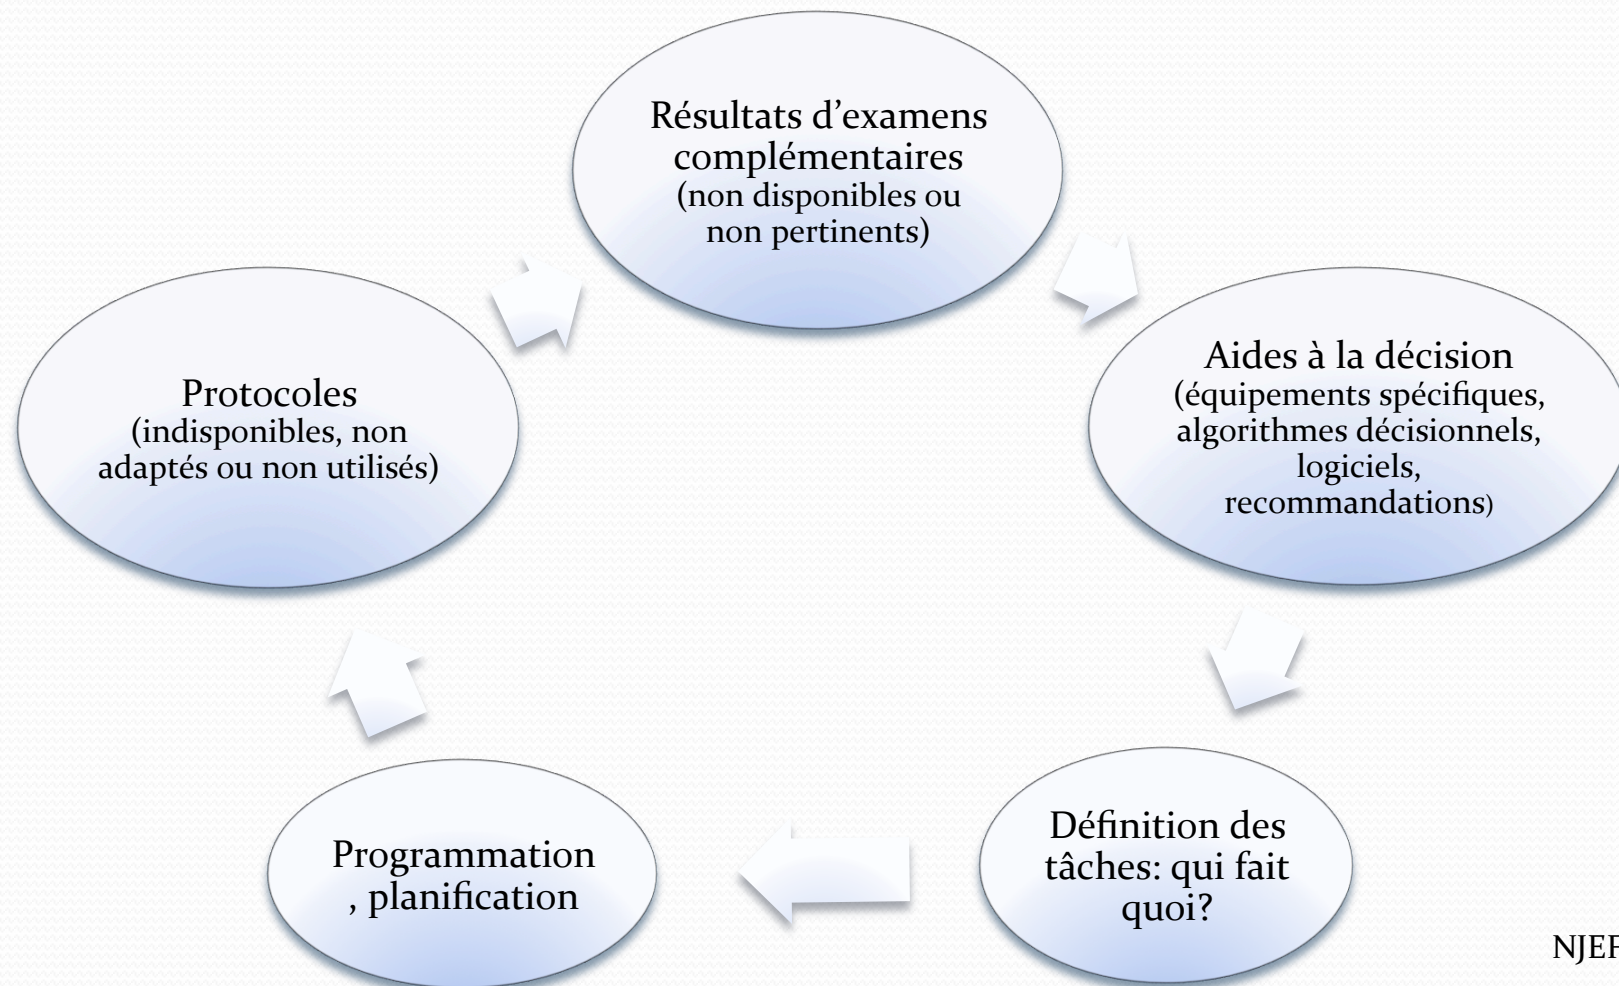 Résultats d'examens
complémentaires
(non disponibles ou
non pertinents)
Aides à la décision
(équipements spécifiques,
algorithmes décisionnels,
logiciels,
recommandations)
Définition des
tâches: qui fait
quoi?
Programmation
, planification
Protocoles
(indisponibles, non
adaptés ou non utilisés)